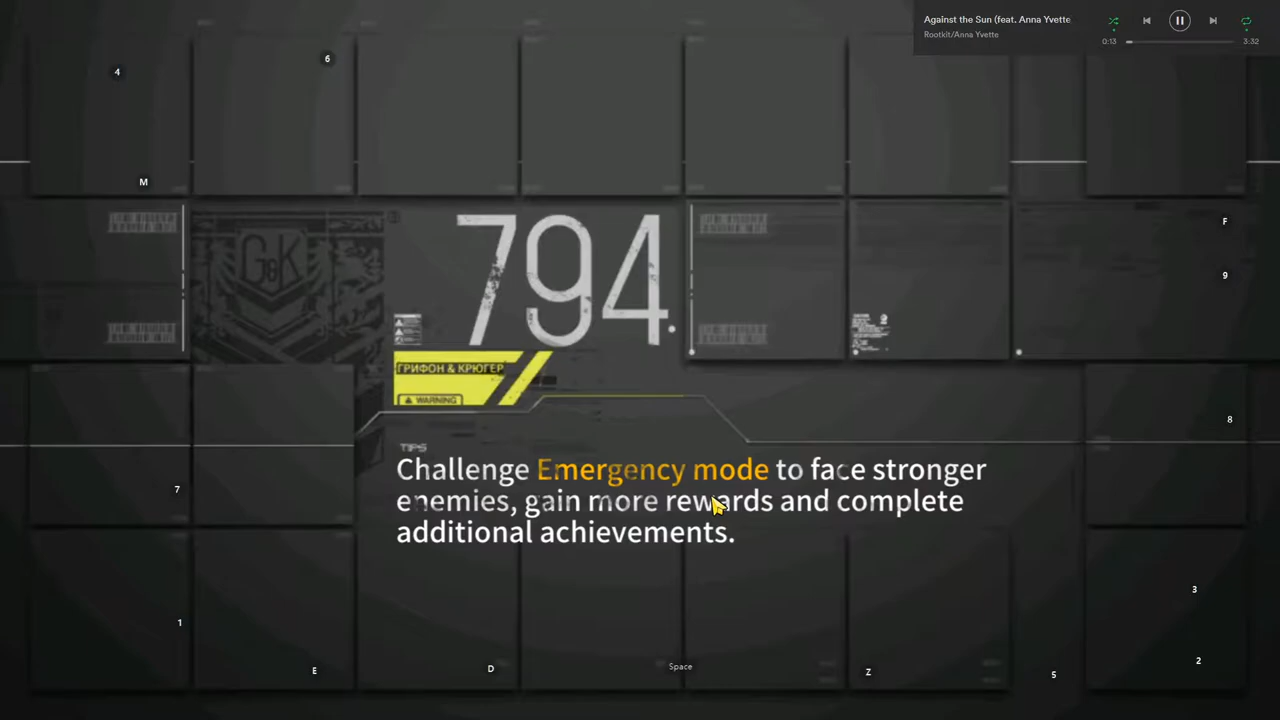 Against the Sun (feat. Anna Yvette
Rootkit/Anna Yvette
0:13
3:32
4
6
M
F
9
G&K
794.
ГРИФОН & КРЮГЕР
WARNING
8
TIPS
Challenge Emergency mode to face stronger
enemies, gain more rewards and complete
additional achievements.
7
3
1
E
D
Space
Z
5
2